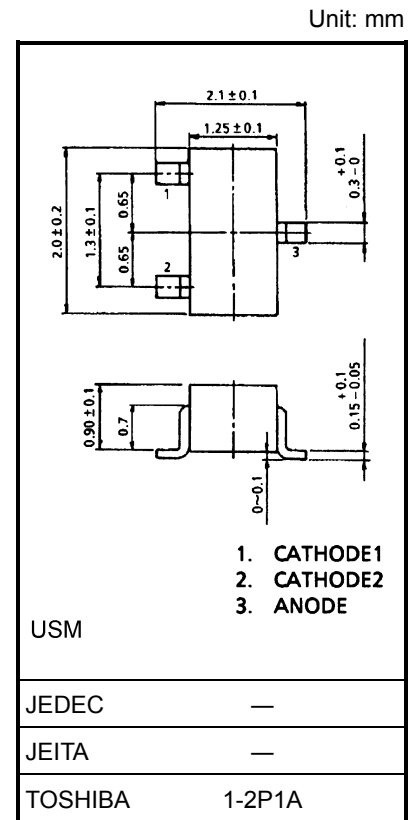 Unit: mm
2.1±0.1
1.25±0.1
+0.1
0.3-0
2.0±0.2
1.3±0.1
0.65
0.65
1
2
3
0.90±0.1
0.7
+0.1
0.15-0.05
0~0.1
1. CATHODE1
2. CATHODE2
3. ANODE
USM
JEDEC —
JEITA —
TOSHIBA 1-2P1A